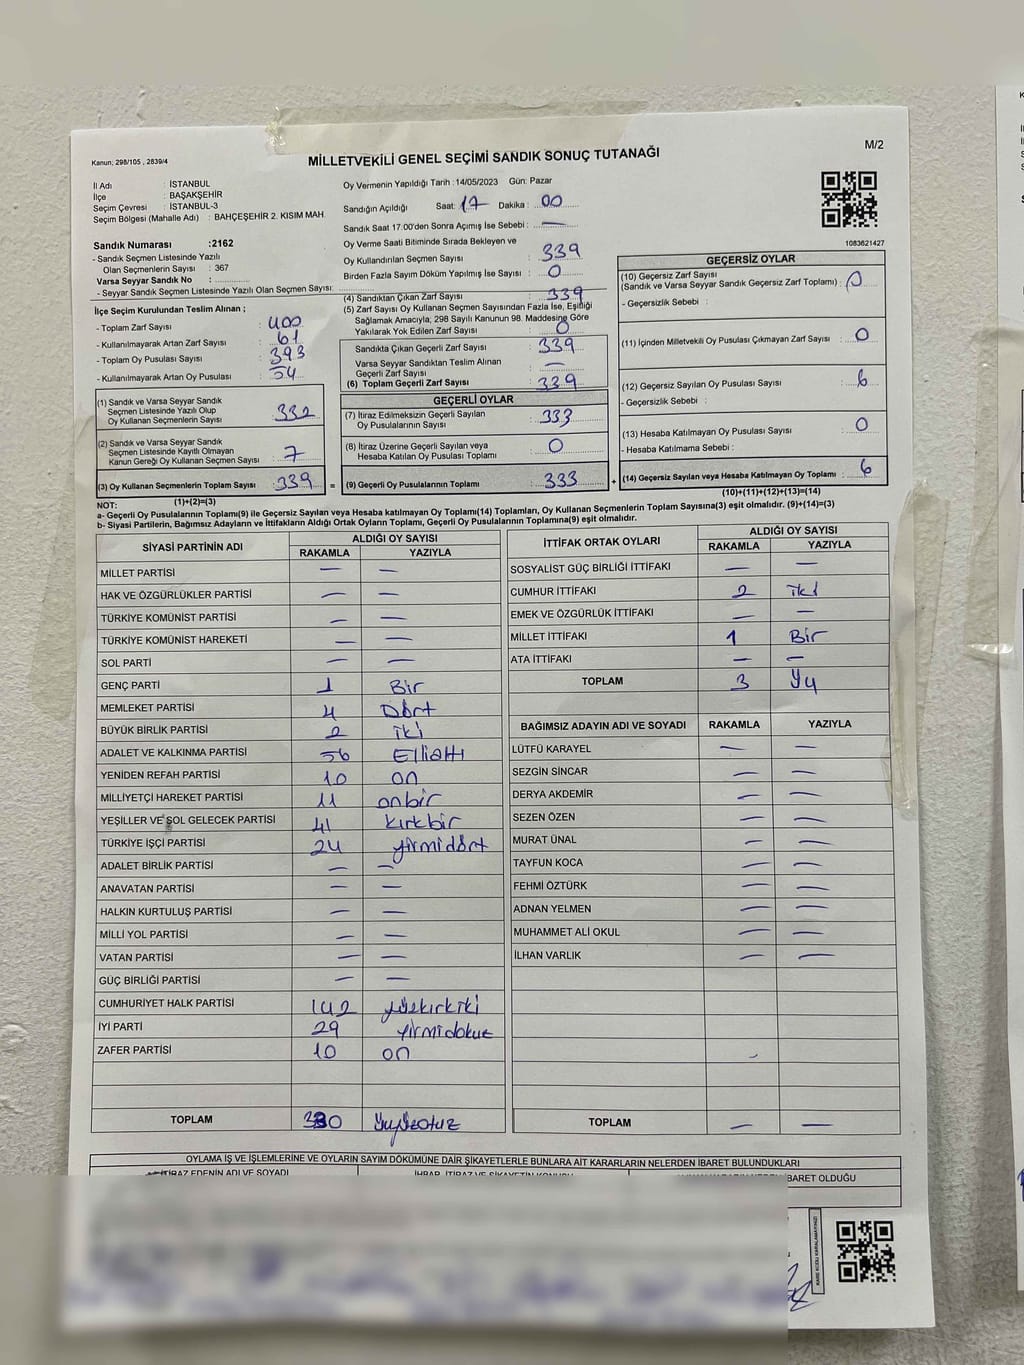 M/2
Kanun; 298/105 , 2839/4
MİLLETVEKİLİ GENEL SEÇİMİ SANDIK SONUÇ TUTANAĞI
İl Adı : İSTANBUL
İlçe : BAŞAKŞEHİR
Seçim Çevresi : İSTANBUL-3
Seçim Bölgesi (Mahalle Adı) : BAHÇEŞEHİR 2. KISIM MAH.
Sandık Numarası :2162
- Sandık Seçmen Listesinde Yazılı
Olan Seçmenlerin Sayısı : 367
Varsa Seyyar Sandık No :
- Seyyar Sandık Seçmen Listesinde Yazılı Olan Seçmen Sayısı:
Oy Vermenin Yapıldığı Tarih :14/05/2023 Gün: Pazar
Sandığın Açıldığı Saat: 17 Dakika : 00
Sandık Saat 17.00'den Sonra Açımış İse Sebebi : —
Oy Verme Saati Bitiminde Sırada Bekleyen ve
Oy Kullandırılan Seçmen Sayısı : 339
Birden Fazla Sayım Döküm Yapılmış İse Sayısı : 0
1083621427
İlçe Seçim Kurulundan Teslim Alınan ;
- Toplam Zarf Sayısı : 400
- Kullanılmayarak Artan Zarf Sayısı : 61
- Toplam Oy Pusulası Sayısı : 393
- Kullanılmayarak Artan Oy Pusulası : 54
(1) Sandık ve Varsa Seyyar Sandık
Seçmen Listesinde Yazılı Olup
Oy Kullanan Seçmenlerin Sayısı : 332
(2) Sandık ve Varsa Seyyar Sandık
Seçmen Listesinde Kayıtlı Olmayan
Kanun Gereği Oy Kullanan Seçmen Sayısı : 7
(3) Oy Kullanan Seçmenlerin Toplam Sayısı : 339
(1)+(2)=(3)
(4) Sandıktan Çıkan Zarf Sayısı : 339
(5) Zarf Sayısı Oy Kullanan Seçmen Sayısından Fazla İse, Eşitliği
Sağlamak Amacıyla; 298 Sayılı Kanunun 98. Maddesine Göre
Yakılarak Yok Edilen Zarf Sayısı : 0
Sandıkta Çıkan Geçerli Zarf Sayısı : 339
Varsa Seyyar Sandıktan Teslim Alınan
Geçerli Zarf Sayısı : —
(6) Toplam Geçerli Zarf Sayısı : 339
GEÇERLİ OYLAR
(7) İtiraz Edilmeksizin Geçerli Sayılan
Oy Pusulalarının Sayısı : 333
(8) İtiraz Üzerine Geçerli Sayılan veya
Hesaba Katılan Oy Pusulası Toplamı : 0
= (9) Geçerli Oy Pusulalarının Toplamı : 333 +
GEÇERSİZ OYLAR
(10) Geçersiz Zarf Sayısı
(Sandık ve Varsa Seyyar Sandık Geçersiz Zarf Toplamı) : 0
- Geçersizlik Sebebi :
(11) İçinden Milletvekili Oy Pusulası Çıkmayan Zarf Sayısı : 0
(12) Geçersiz Sayılan Oy Pusulası Sayısı : 6
- Geçersizlik Sebebi :
(13) Hesaba Katılmayan Oy Pusulası Sayısı : 0
- Hesaba Katılmama Sebebi :
(14) Geçersiz Sayılan veya Hesaba Katılmayan Oy Toplamı : 6
(10)+(11)+(12)+(13)=(14)
NOT:
a- Geçerli Oy Pusulalarının Toplamı(9) ile Geçersiz Sayılan veya Hesaba katılmayan Oy Toplamı(14) Toplamları, Oy Kullanan Seçmenlerin Toplam Sayısına(3) eşit olmalıdır. (9)+(14)=(3)
b- Siyasi Partilerin, Bağımsız Adayların ve İttifakların Aldığı Ortak Oyların Toplamı, Geçerli Oy Pusulalarının Toplamına(9) eşit olmalıdır.
SİYASİ PARTİNİN ADI ALDIĞI OY SAYISI
RAKAMLA YAZIYLA
MİLLET PARTİSİ — —
HAK VE ÖZGÜRLÜKLER PARTİSİ — —
TÜRKİYE KOMÜNİST PARTİSİ — —
TÜRKİYE KOMÜNİST HAREKETİ — —
SOL PARTİ — —
GENÇ PARTİ 1 Bir
MEMLEKET PARTİSİ 4 Dört
BÜYÜK BİRLİK PARTİSİ 2 iki
ADALET VE KALKINMA PARTİSİ 56 Elliattı
YENİDEN REFAH PARTİSİ 10 on
MİLLİYETÇİ HAREKET PARTİSİ 11 onbir
YEŞİLLER VE SOL GELECEK PARTİSİ 41 kırkbir
TÜRKİYE İŞÇİ PARTİSİ 24 yirmidört
ADALET BİRLİK PARTİSİ — —
ANAVATAN PARTİSİ — —
HALKIN KURTULUŞ PARTİSİ — —
MİLLİ YOL PARTİSİ — —
VATAN PARTİSİ — —
GÜÇ BİRLİĞİ PARTİSİ — —
CUMHURİYET HALK PARTİSİ 142 yüzkırkiki
İYİ PARTİ 29 yirmidokuz
ZAFER PARTİSİ 10 on
TOPLAM 330 üçyüzotuz
İTTİFAK ORTAK OYLARI ALDIĞI OY SAYISI
RAKAMLA YAZIYLA
SOSYALİST GÜÇ BİRLİĞİ İTTİFAKI — —
CUMHUR İTTİFAKI 2 iki
EMEK VE ÖZGÜRLÜK İTTİFAKI — —
MİLLET İTTİFAKI 1 Bir
ATA İTTİFAKI — —
TOPLAM 3 Üç
BAĞIMSIZ ADAYIN ADI VE SOYADI RAKAMLA YAZIYLA
LÜTFÜ KARAYEL — —
SEZGİN SİNCAR — —
DERYA AKDEMİR — —
SEZEN ÖZEN — —
MURAT ÜNAL — —
TAYFUN KOCA — —
FEHMİ ÖZTÜRK — —
ADNAN YELMEN — —
MUHAMMET ALİ OKUL — —
İLHAN VARLIK — —
TOPLAM — —
OYLAMA İŞ VE İŞLEMLERİNE VE OYLARIN SAYIM DÖKÜMÜNE DAİR ŞİKAYETLERLE BUNLARA AİT KARARLARIN NELERDEN İBARET BULUNDUKLARI
İTİRAZ EDENİN ADI VE SOYADI
İBARET OLDUĞU